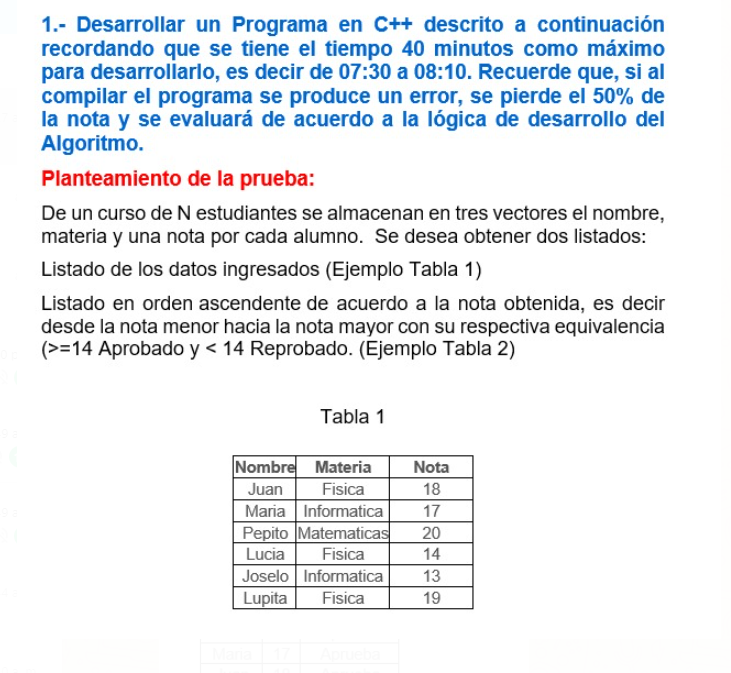 1.- Desarrollar un Programa en C++ descrito a continuación
recordando que se tiene el tiempo 40 minutos como máximo
para desarrollarlo, es decir de 07:30 a 08:10. Recuerde que, si al
compilar el programa se produce un error, se pierde el 50% de
la nota y se evaluará de acuerdo a la lógica de desarrollo del
Algoritmo.
Planteamiento de la prueba:
De un curso de N estudiantes se almacenan en tres vectores el nombre,
materia y una nota por cada alumno. Se desea obtener dos listados:
Listado de los datos ingresados (Ejemplo Tabla 1)
Listado en orden ascendente de acuerdo a la nota obtenida, es decir
desde la nota menor hacia la nota mayor con su respectiva equivalencia
(>=14 Aprobado y < 14 Reprobado. (Ejemplo Tabla 2)
Tabla 1
Nombre Materia Nota
Juan Fisica 18
Maria Informatica 17
Pepito Matematicas 20
Lucia Fisica 14
Joselo Informatica 13
Lupita Fisica 19
Maria 17